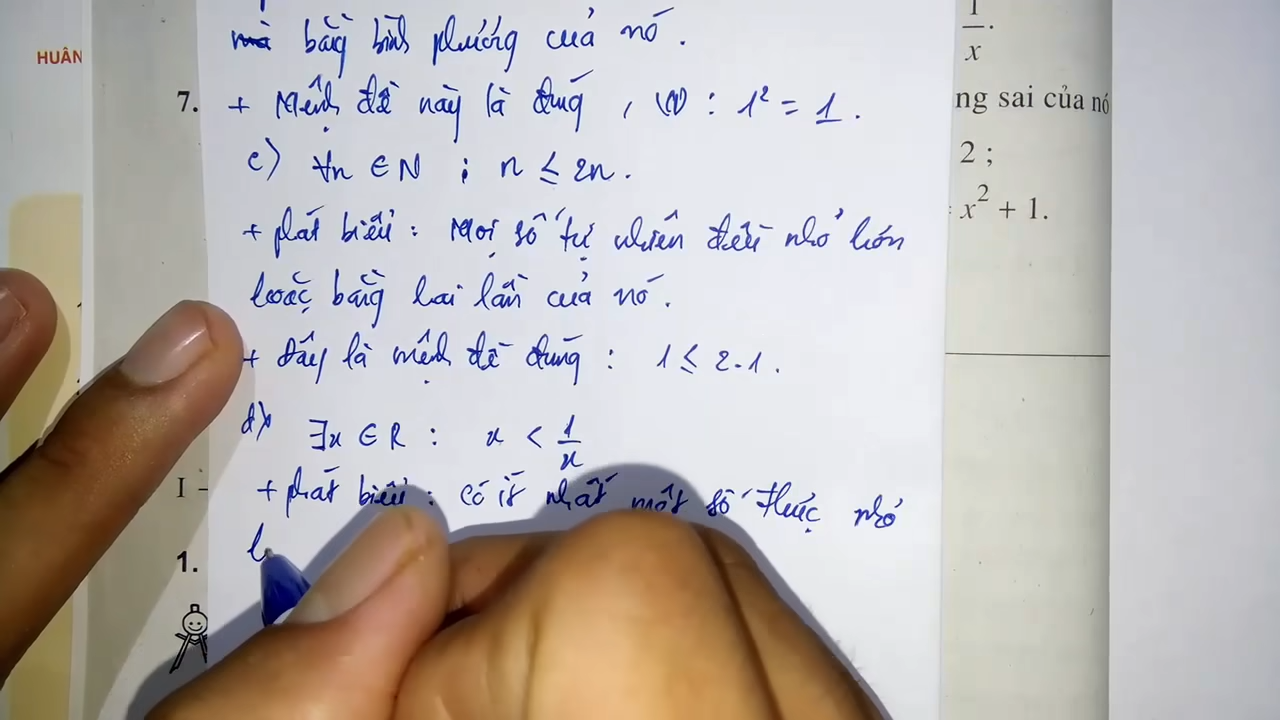 mà bằng bình phương của nó.
7. + Mệnh đề này là đúng , VD : 1² = 1.
c) ∀n ∈ N ; n ≤ 2n.
+ phát biểu : Mọi số tự nhiên đều nhỏ hơn
hoặc bằng hai lần của nó.
+ đây là mệnh đề đúng : 1 ≤ 2.1.
d) ∃x ∈ R : x < 1/x
+ phát biểu : có ít nhất một số thực nhỏ
HUÂN
1/x.
ng sai của nó
2 ;
x² + 1.
I –
1.